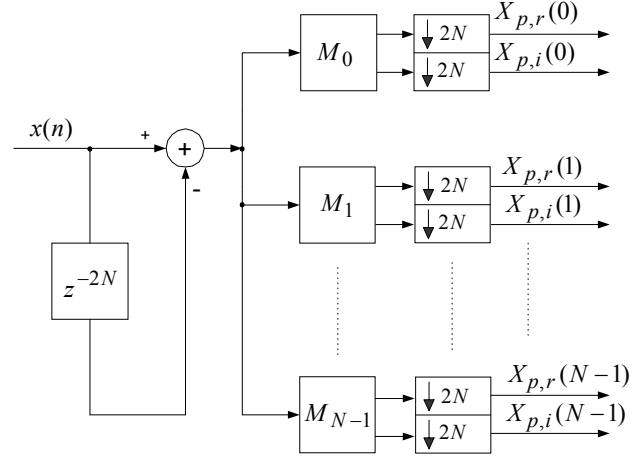 X_{p,r}(0)
M_0
↓ 2N
↓ 2N
X_{p,i}(0)
x(n)
+
+
-
X_{p,r}(1)
M_1
↓ 2N
↓ 2N
X_{p,i}(1)
z^{-2N}
X_{p,r}(N-1)
M_{N-1}
↓ 2N
↓ 2N
X_{p,i}(N-1)